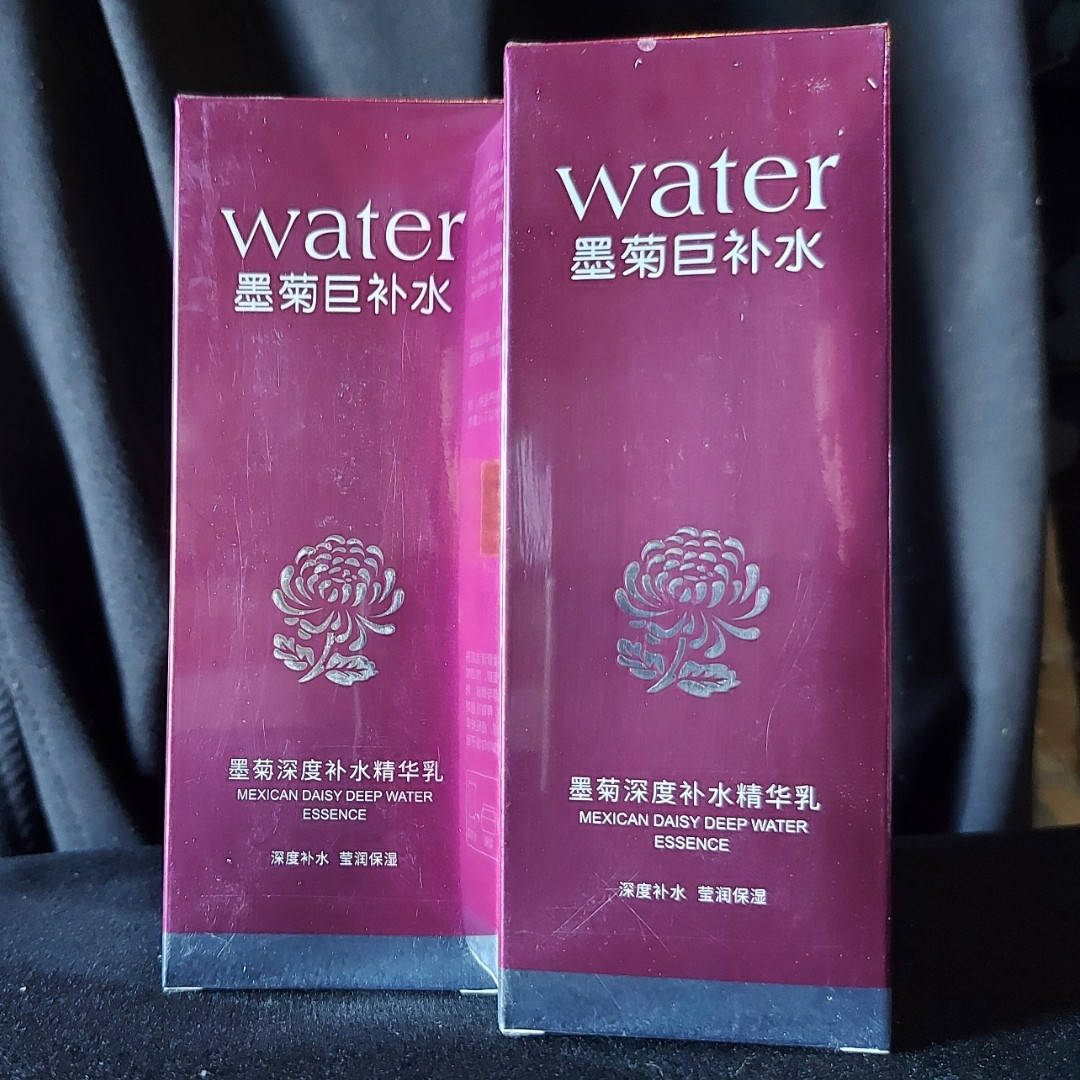 water
墨菊巨补水
墨菊深度补水精华乳
MEXICAN DAISY DEEP WATER
ESSENCE
深度补水 莹润保湿
water
墨菊巨补水
墨菊深度补水精华乳
MEXICAN DAISY DEEP WATER
ESSENCE
深度补水 莹润保湿